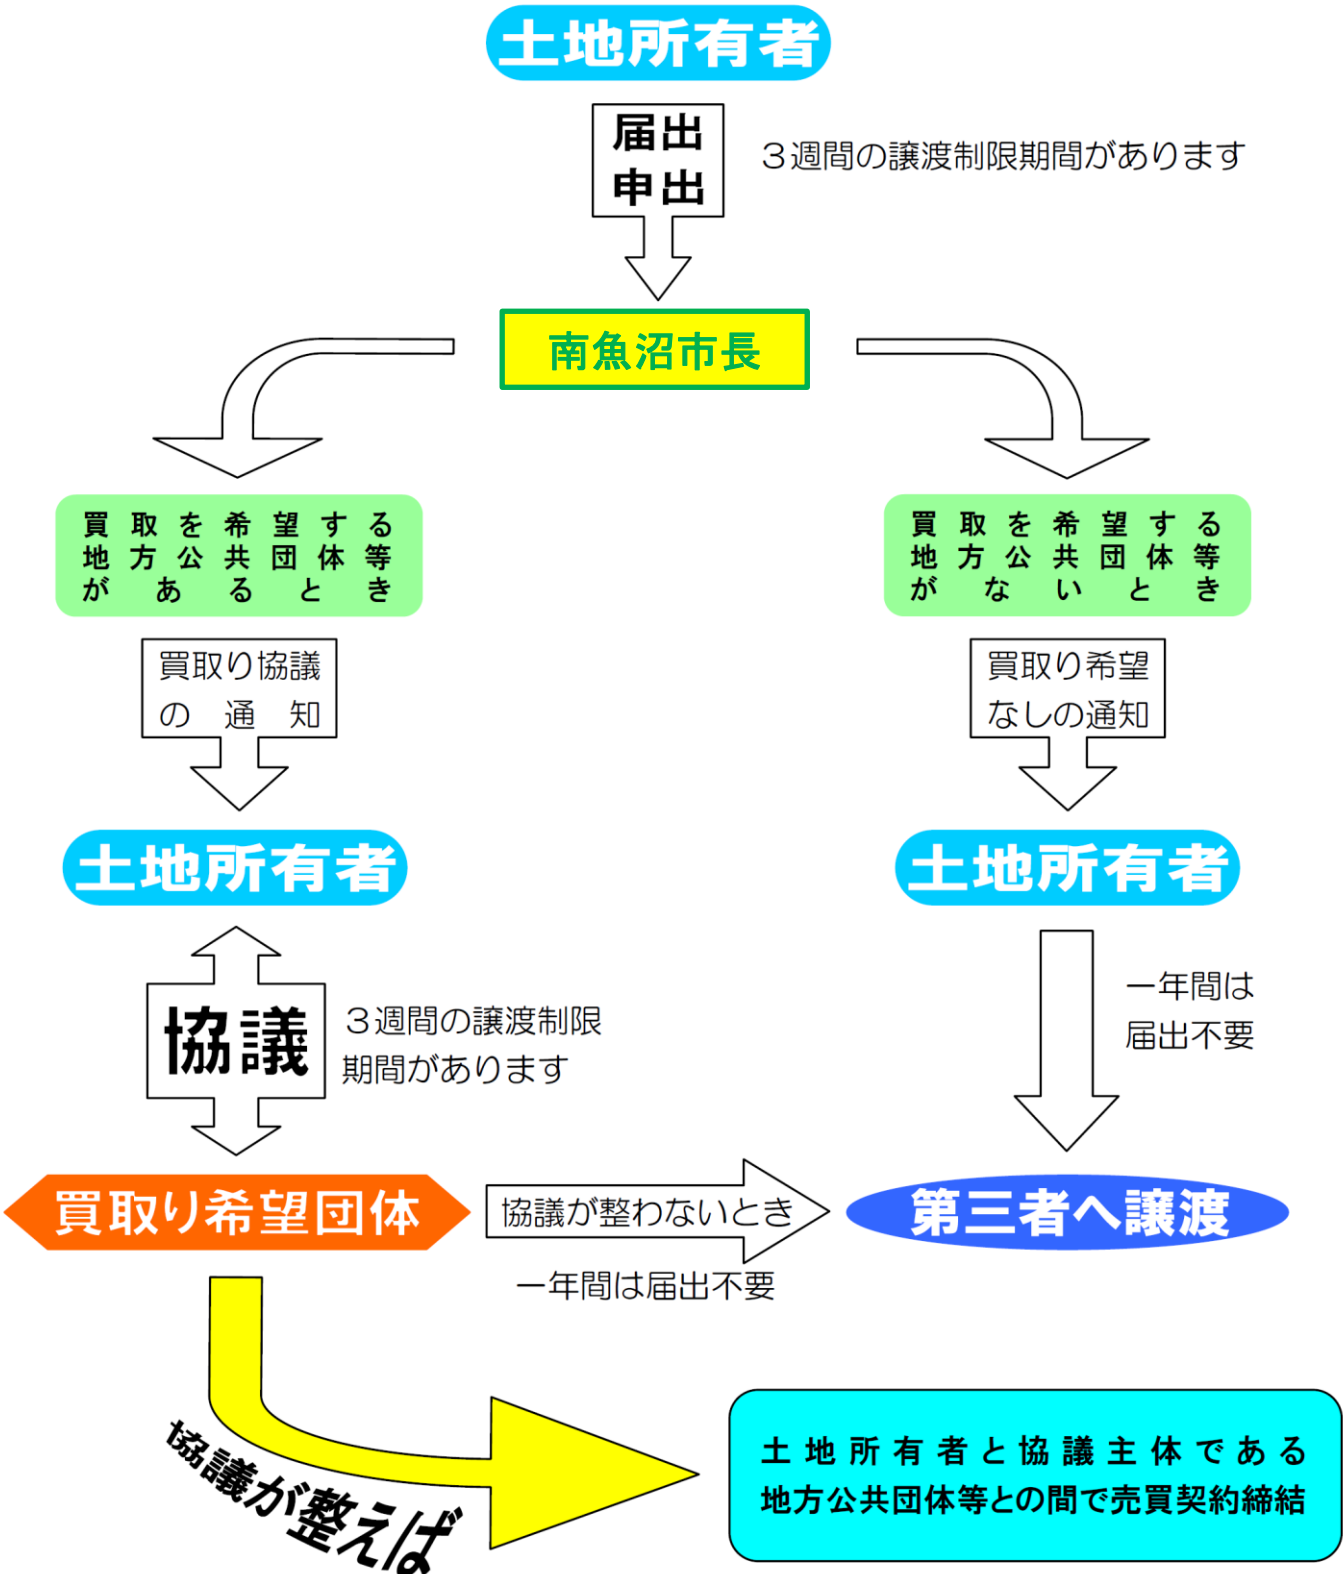 土地所有者
届出
申出
３週間の譲渡制限期間があります
南魚沼市長
買取を希望する
地方公共団体等
があるとき
買取を希望する
地方公共団体等
がないとき
買取り協議
の通知
買取り希望
なしの通知
土地所有者
土地所有者
協議
３週間の譲渡制限
期間があります
一年間は
届出不要
買取り希望団体
協議が整わないとき
第三者へ譲渡
一年間は届出不要
協議が整えば
土地所有者と協議主体である
地方公共団体等との間で売買契約締結